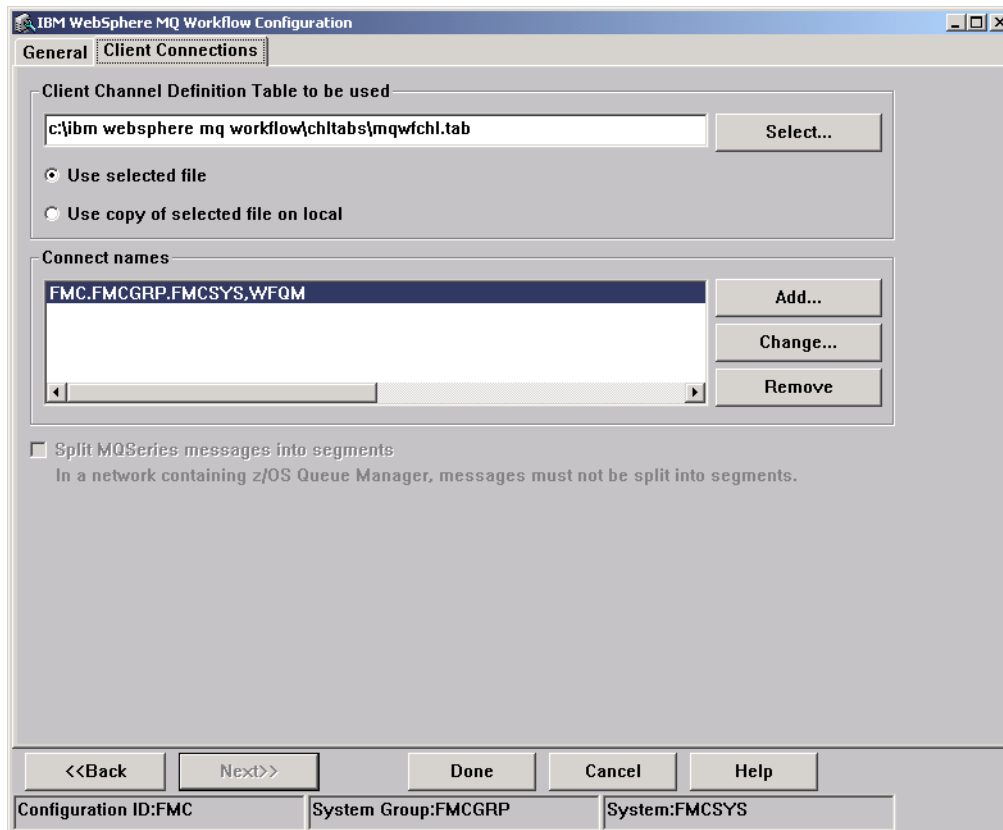 IBM WebSphere MQ Workflow Configuration
General
Client Connections
Client Channel Definition Table to be used
c:\ibm websphere mq workflow\chltabs\mqwfchl.tab
Select...
Use selected file
Use copy of selected file on local
Connect names
FMC.FMCGRP.FMCSYS,WFQM
Add...
Change...
Remove
Split MQSeries messages into segments
In a network containing z/OS Queue Manager, messages must not be split into segments.
<<Back
Next>>
Done
Cancel
Help
Configuration ID:FMC
System Group:FMCGRP
System:FMCSYS